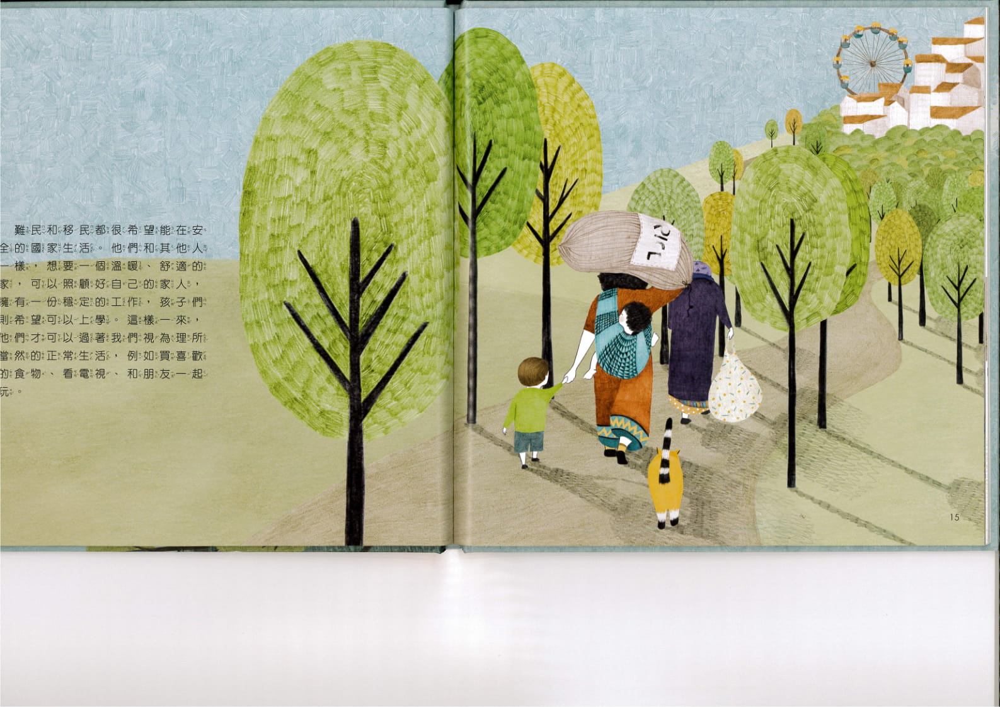 難民和移民都很希望能在安
全的國家生活。他們和其他人
一樣，想要一個溫暖、舒適的
家，可以照顧好自己的家人，
擁有一份穩定的工作，孩子們
則希望可以上學。這樣一來，
他們才可以過著我們視為理所
當然的正常生活，例如買喜歡
的食物、看電視、和朋友一起
玩。
15